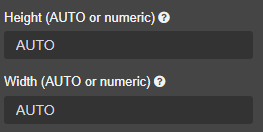 Height (AUTO or numeric) ?
AUTO
Width (AUTO or numeric) ?
AUTO